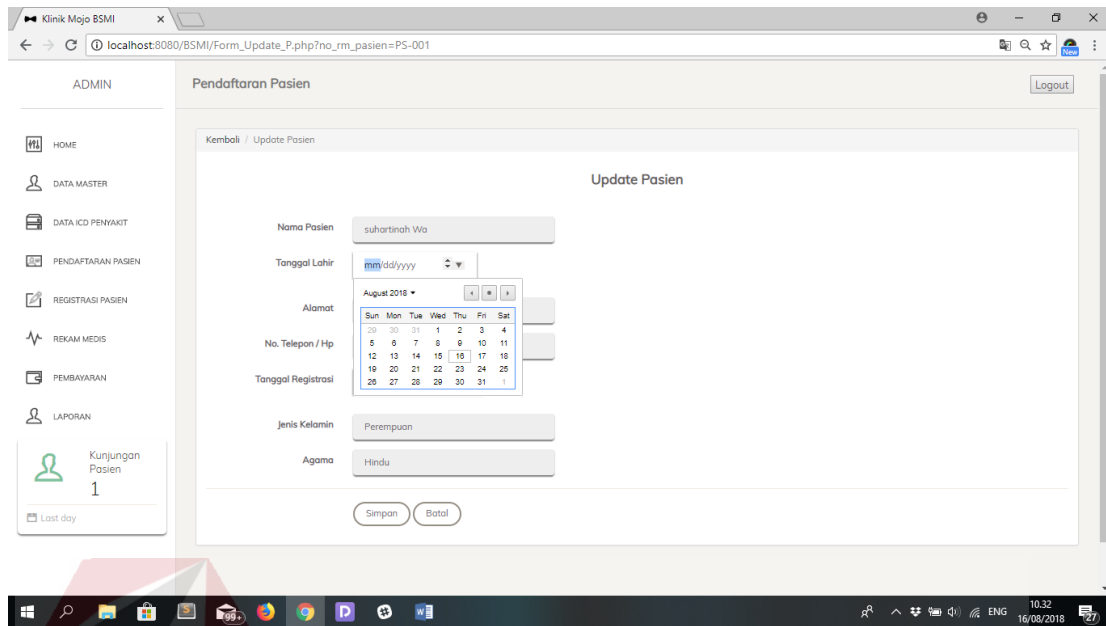 Klinik Mojo BSMI
localhost:8080/BSMI/Form_Update_P.php?no_rm_pasien=PS-001
New
ADMIN
Pendaftaran Pasien
Logout
HOME
DATA MASTER
DATA ICD PENYAKIT
PENDAFTARAN PASIEN
REGISTRASI PASIEN
REKAM MEDIS
PEMBAYARAN
LAPORAN
Kunjungan
Pasien
1
Last day
Kembali / Update Pasien
Update Pasien
Nama Pasien suhartinah Wa
Tanggal Lahir mm/dd/yyyy
August 2018
Sun Mon Tue Wed Thu Fri Sat
29 30 31 1 2 3 4
5 6 7 8 9 10 11
12 13 14 15 16 17 18
19 20 21 22 23 24 25
26 27 28 29 30 31 1
Alamat
No. Telepon / Hp
Tanggal Registrasi
Jenis Kelamin Perempuan
Agama Hindu
Simpan Batal
99+
ENG
10.32
16/08/2018
27